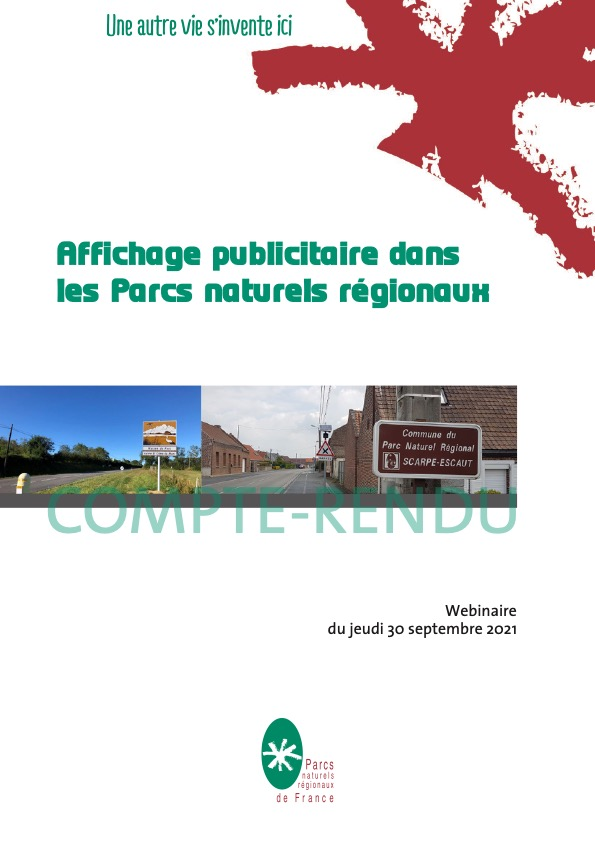 Une autre vie s'invente ici
Affichage publicitaire dans
les Parcs naturels régionaux
Commune du
Parc Naturel Régional
SCARPE-ESCAUT
COMPTE-RENDU
Webinaire
du jeudi 30 septembre 2021
Parcs
naturels
régionaux
de France